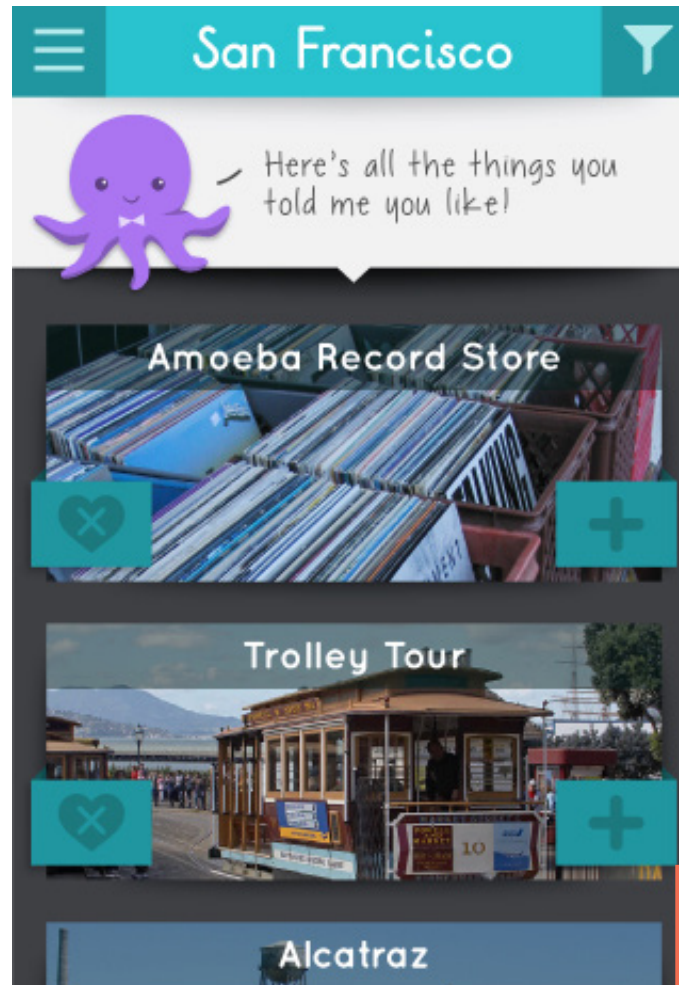 San Francisco
Here's all the things you
told me you like!
Amoeba Record Store
Trolley Tour
10
Alcatraz